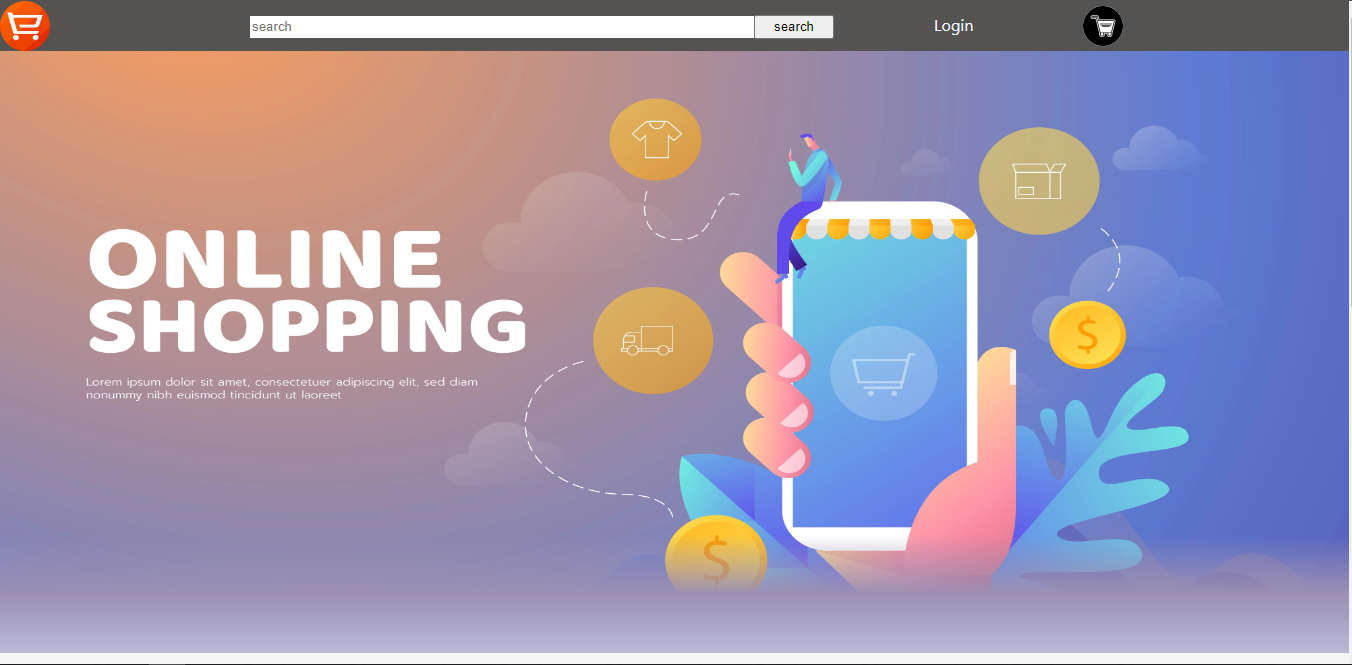 search
search
Login
ONLINE
SHOPPING
Lorem ipsum dolor sit amet, consectetuer adipiscing elit, sed diam
nonummy nibh euismod tincidunt ut laoreet
$
$